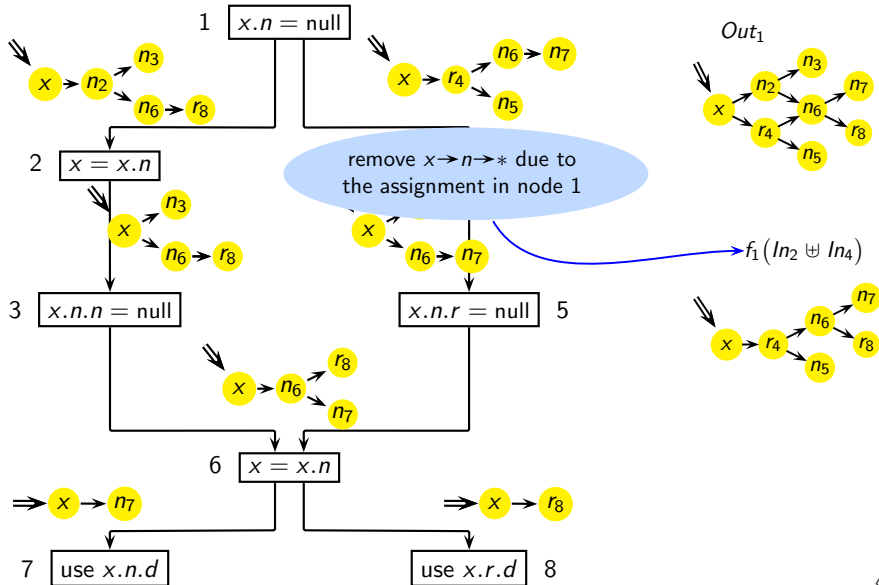 1 x.n = null
Out₁
x n₂ n₃ n₆ r₈
x r₄ n₆ n₇ n₅
x n₂ n₃ r₄ n₆ n₇ r₈ n₅
2 x = x.n
remove x→n→* due to
the assignment in node 1
x n₃ n₆ r₈
x n₆ n₇
f₁(In₂ ⊎ In₄)
3 x.n.n = null
x.n.r = null 5
x r₄ n₆ n₇ r₈ n₅
x n₆ r₈ n₇
6 x = x.n
x n₇
x r₈
7 use x.n.d
use x.r.d 8